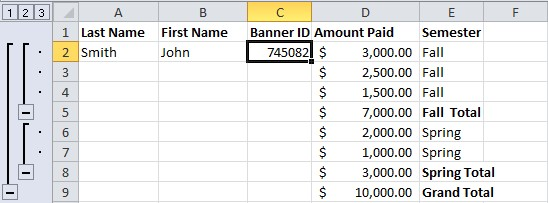 1 2 3 A B C D E F
1 Last Name First Name Banner ID Amount Paid Semester
2 Smith John 745082 $ 3,000.00 Fall
3 $ 2,500.00 Fall
4 $ 1,500.00 Fall
5 $ 7,000.00 Fall Total
6 $ 2,000.00 Spring
7 $ 1,000.00 Spring
8 $ 3,000.00 Spring Total
9 $ 10,000.00 Grand Total